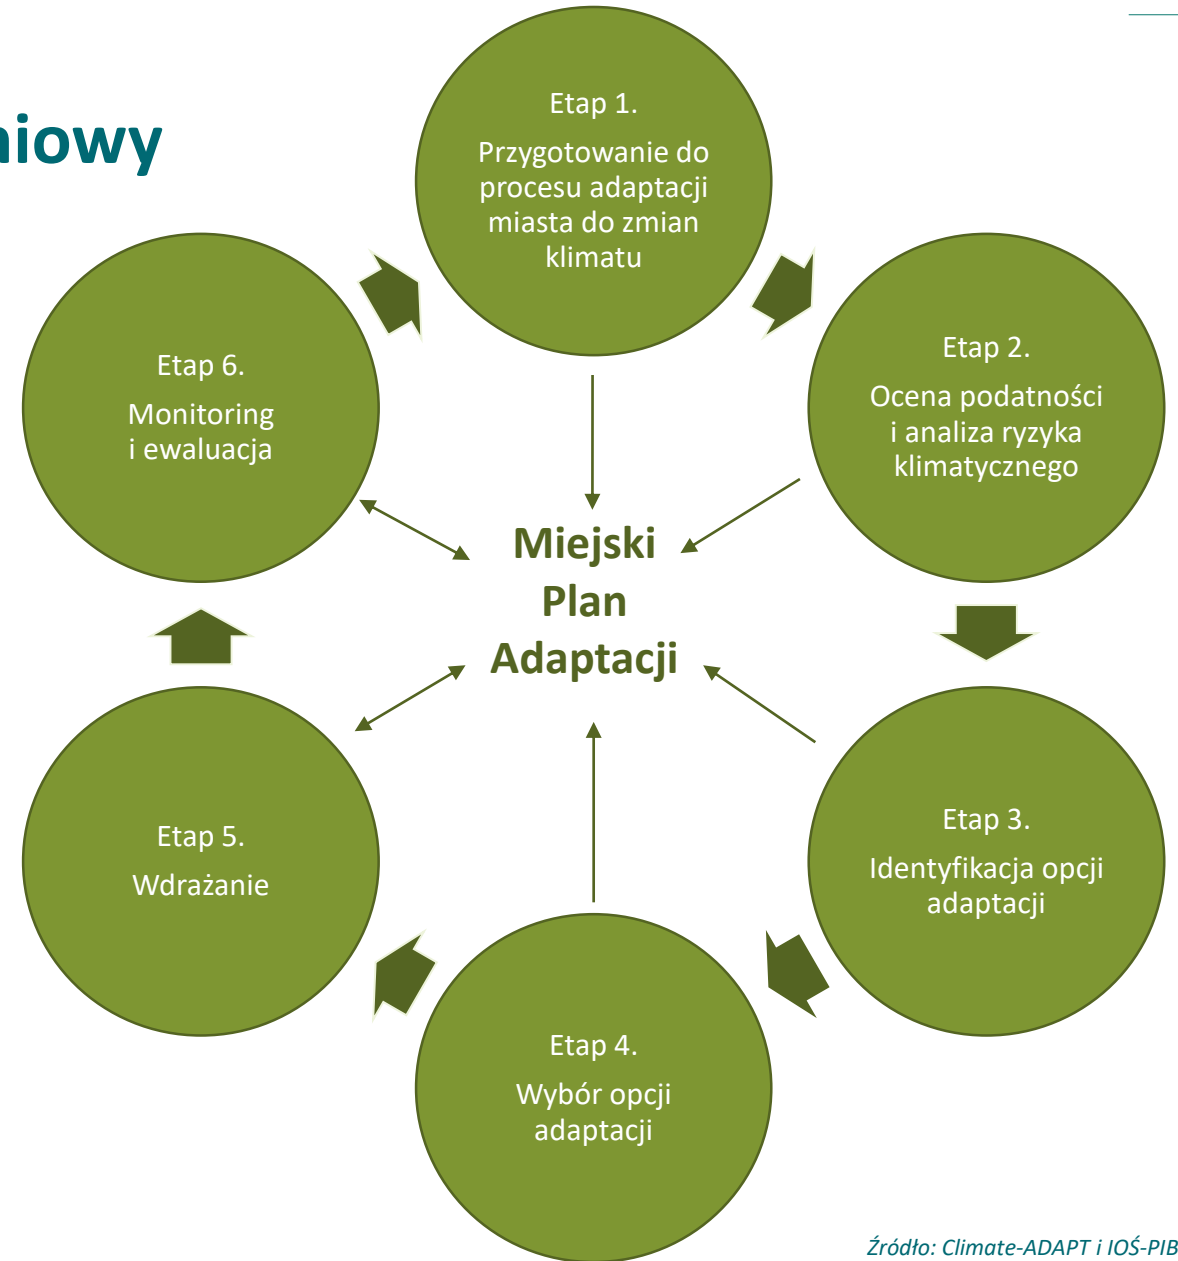 niowy
Etap 1.
Przygotowanie do
procesu adaptacji
miasta do zmian
klimatu
Etap 2.
Ocena podatności
i analiza ryzyka
klimatycznego
Etap 3.
Identyfikacja opcji
adaptacji
Etap 4.
Wybór opcji
adaptacji
Etap 5.
Wdrażanie
Etap 6.
Monitoring
i ewaluacja
Miejski
Plan
Adaptacji
Źródło: Climate-ADAPT i IOŚ-PIB